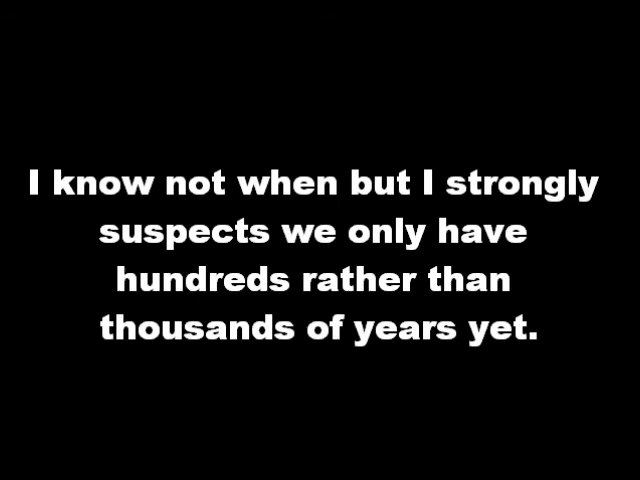 I know not when but I strongly
suspects we only have
hundreds rather than
thousands of years yet.